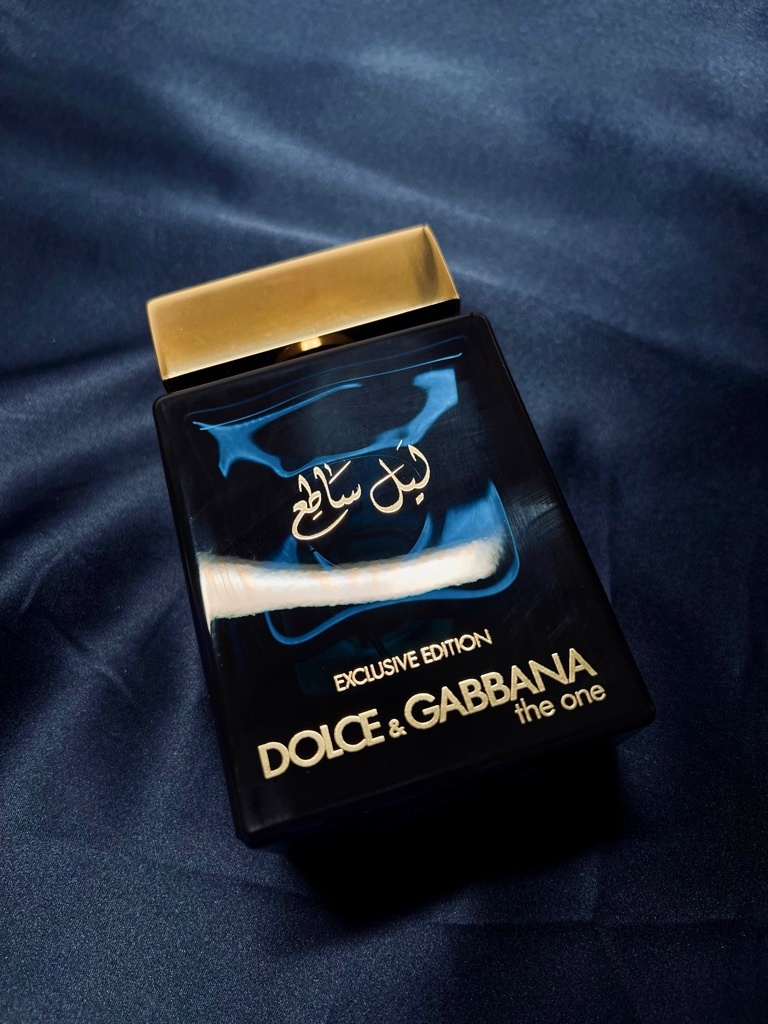 ليل ساطع
EXCLUSIVE EDITION
DOLCE & GABBANA
the one